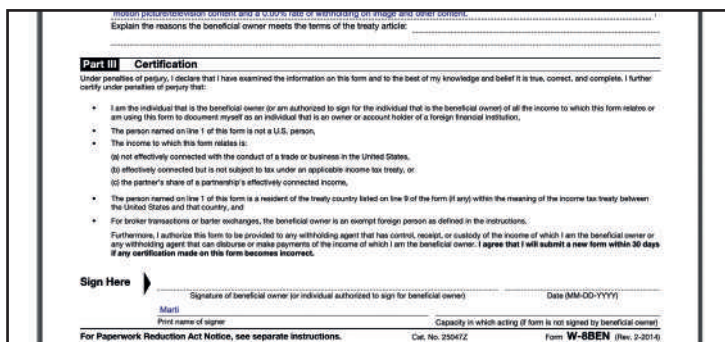 motion picture/television content and a 0.00% rate of withholding on image and other content.
Explain the reasons the beneficial owner meets the terms of the treaty article:
Part III Certification
Under penalties of perjury, I declare that I have examined the information on this form and to the best of my knowledge and belief it is true, correct, and complete. I further
certify under penalties of perjury that:
• I am the individual that is the beneficial owner (or am authorized to sign for the individual that is the beneficial owner) of all the income to which this form relates or
am using this form to document myself as an individual that is an owner or account holder of a foreign financial institution,
• The person named on line 1 of this form is not a U.S. person,
• The income to which this form relates is:
(a) not effectively connected with the conduct of a trade or business in the United States,
(b) effectively connected but is not subject to tax under an applicable income tax treaty, or
(c) the partner's share of a partnership's effectively connected income,
• The person named on line 1 of this form is a resident of the treaty country listed on line 9 of the form (if any) within the meaning of the income tax treaty between
the United States and that country, and
• For broker transactions or barter exchanges, the beneficial owner is an exempt foreign person as defined in the instructions.
Furthermore, I authorize this form to be provided to any withholding agent that has control, receipt, or custody of the income of which I am the beneficial owner or
any withholding agent that can disburse or make payments of the income of which I am the beneficial owner. I agree that I will submit a new form within 30 days
if any certification made on this form becomes incorrect.
Sign Here
Signature of beneficial owner (or individual authorized to sign for beneficial owner) Date (MM-DD-YYYY)
Marti
Print name of signer Capacity in which acting (if form is not signed by beneficial owner)
For Paperwork Reduction Act Notice, see separate instructions. Cat. No. 25047Z Form W-8BEN (Rev. 2-2014)